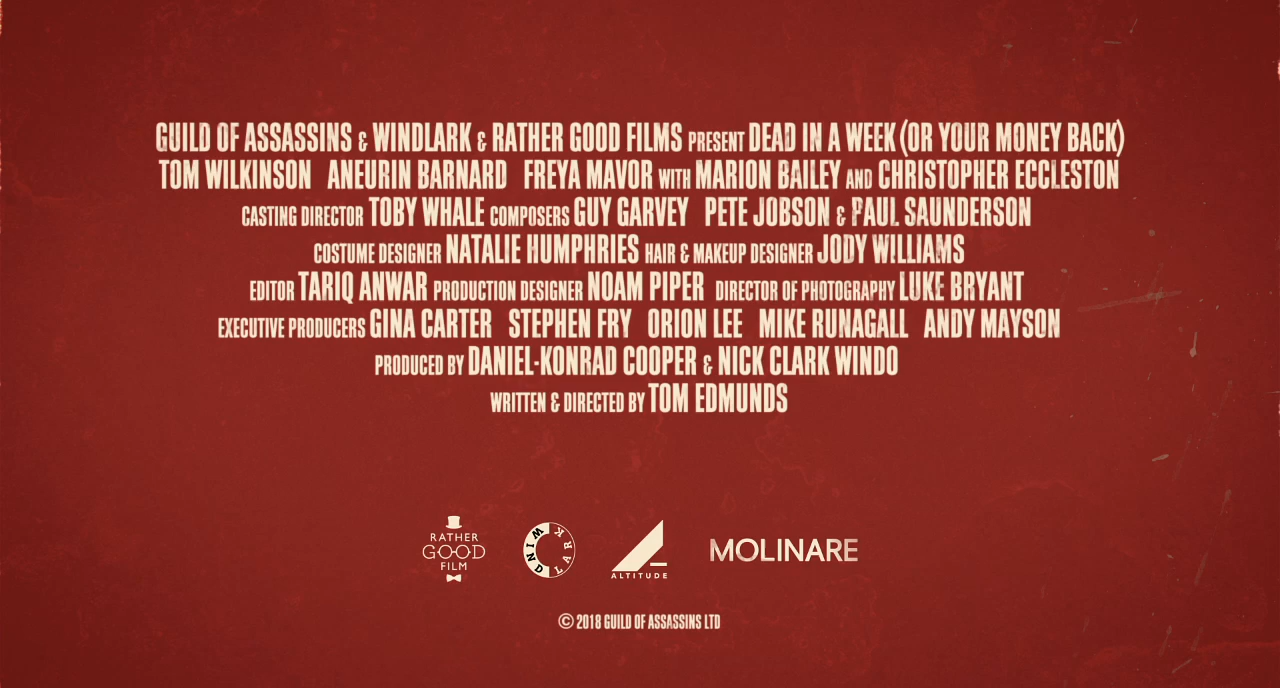 GUILD OF ASSASSINS & WINDLARK & RATHER GOOD FILMS PRESENT DEAD IN A WEEK (OR YOUR MONEY BACK)
TOM WILKINSON ANEURIN BARNARD FREYA MAVOR WITH MARION BAILEY AND CHRISTOPHER ECCLESTON
CASTING DIRECTOR TOBY WHALE COMPOSERS GUY GARVEY PETE JOBSON & PAUL SAUNDERSON
COSTUME DESIGNER NATALIE HUMPHRIES HAIR & MAKEUP DESIGNER JODY WILLIAMS
EDITOR TARIQ ANWAR PRODUCTION DESIGNER NOAM PIPER DIRECTOR OF PHOTOGRAPHY LUKE BRYANT
EXECUTIVE PRODUCERS GINA CARTER STEPHEN FRY ORION LEE MIKE RUNAGALL ANDY MAYSON
PRODUCED BY DANIEL-KONRAD COOPER & NICK CLARK WINDO
WRITTEN & DIRECTED BY TOM EDMUNDS
RATHER
GOOD
FILM
WINDLARK
ALTITUDE
MOLINARE
© 2018 GUILD OF ASSASSINS LTD